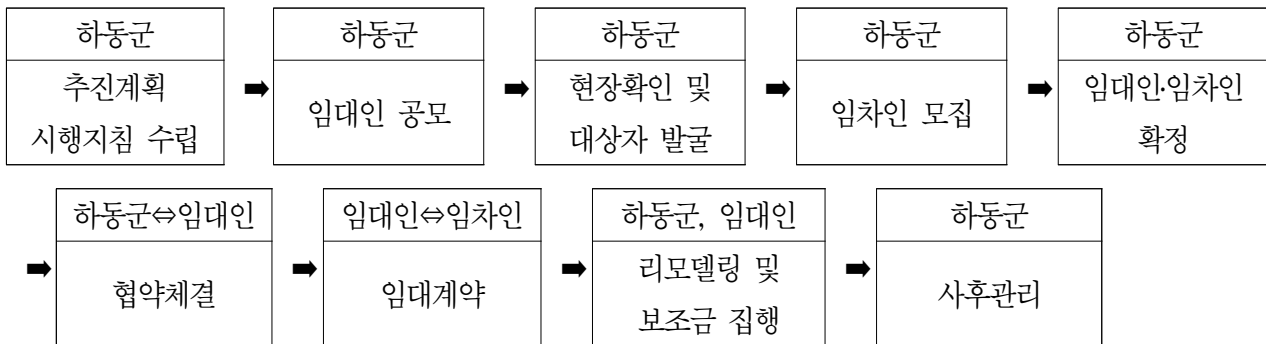 하동군
추진계획
시행지침 수립
➡
하동군
임대인 공모
➡
하동군
현장확인 및
대상자 발굴
➡
하동군
임차인 모집
➡
하동군
임대인·임차인
확정
➡
하동군⇔임대인
협약체결
➡
임대인⇔임차인
임대계약
➡
하동군, 임대인
리모델링 및
보조금 집행
➡
하동군
사후관리